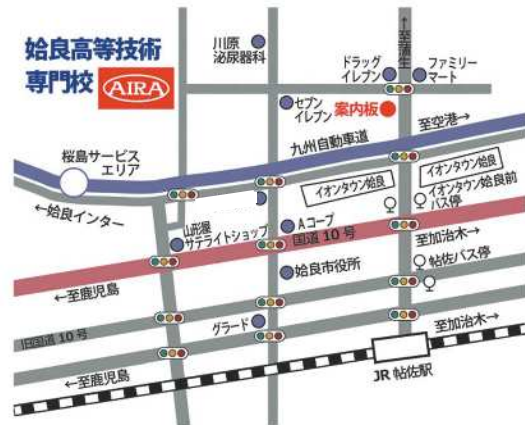 姶良高等技術
専門校
AIRA
川原
泌尿器科
←至蒲生
ドラッグ
イレブン
ファミリー
マート
セブン
イレブン
案内板
九州自動車道
至空港→
桜島サービス
エリア
←姶良インター
イオンタウン姶良
イオンタウン姶良
イオンタウン姶良前
バス停
山形屋
サテライトショップ
Aコープ
国道10号
至加治木→
←至鹿児島
姶良市役所
帖佐バス停
旧国道10号
グラード
至加治木→
←至鹿児島
JR 帖佐駅